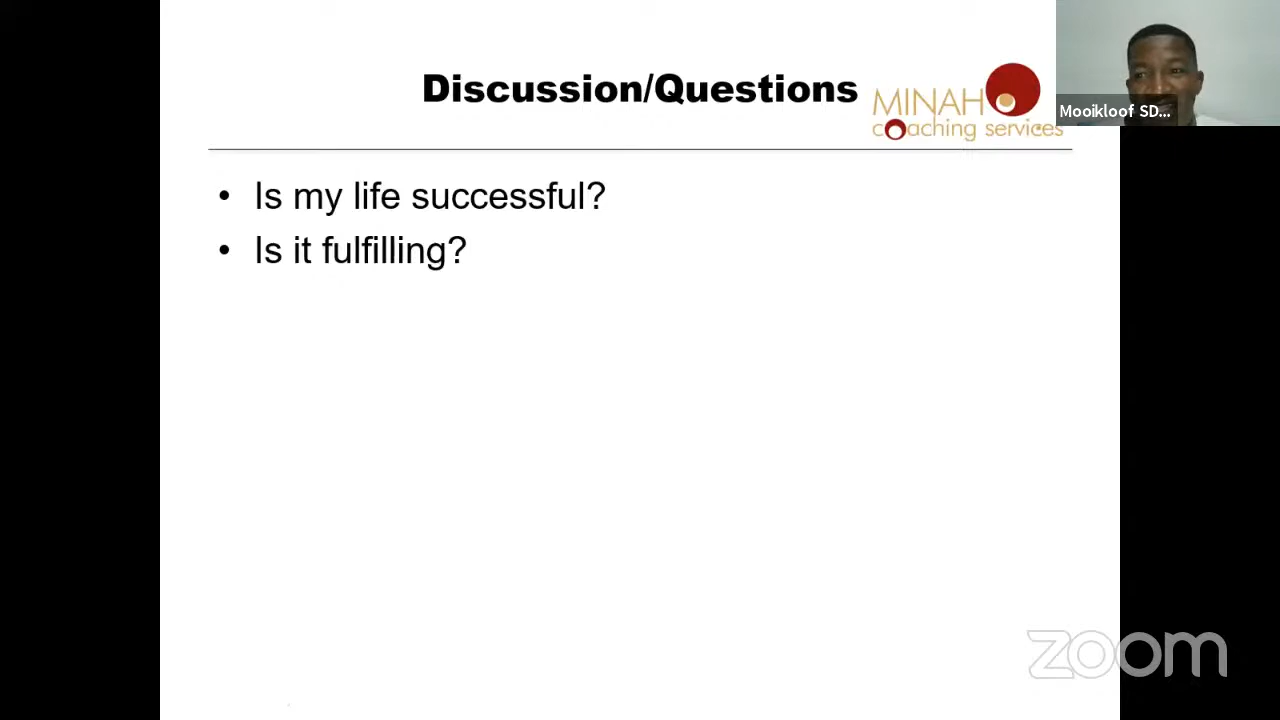 Discussion/Questions
MINAH
coaching services
Mooikloof SD...
• Is my life successful?
• Is it fulfilling?
zoom